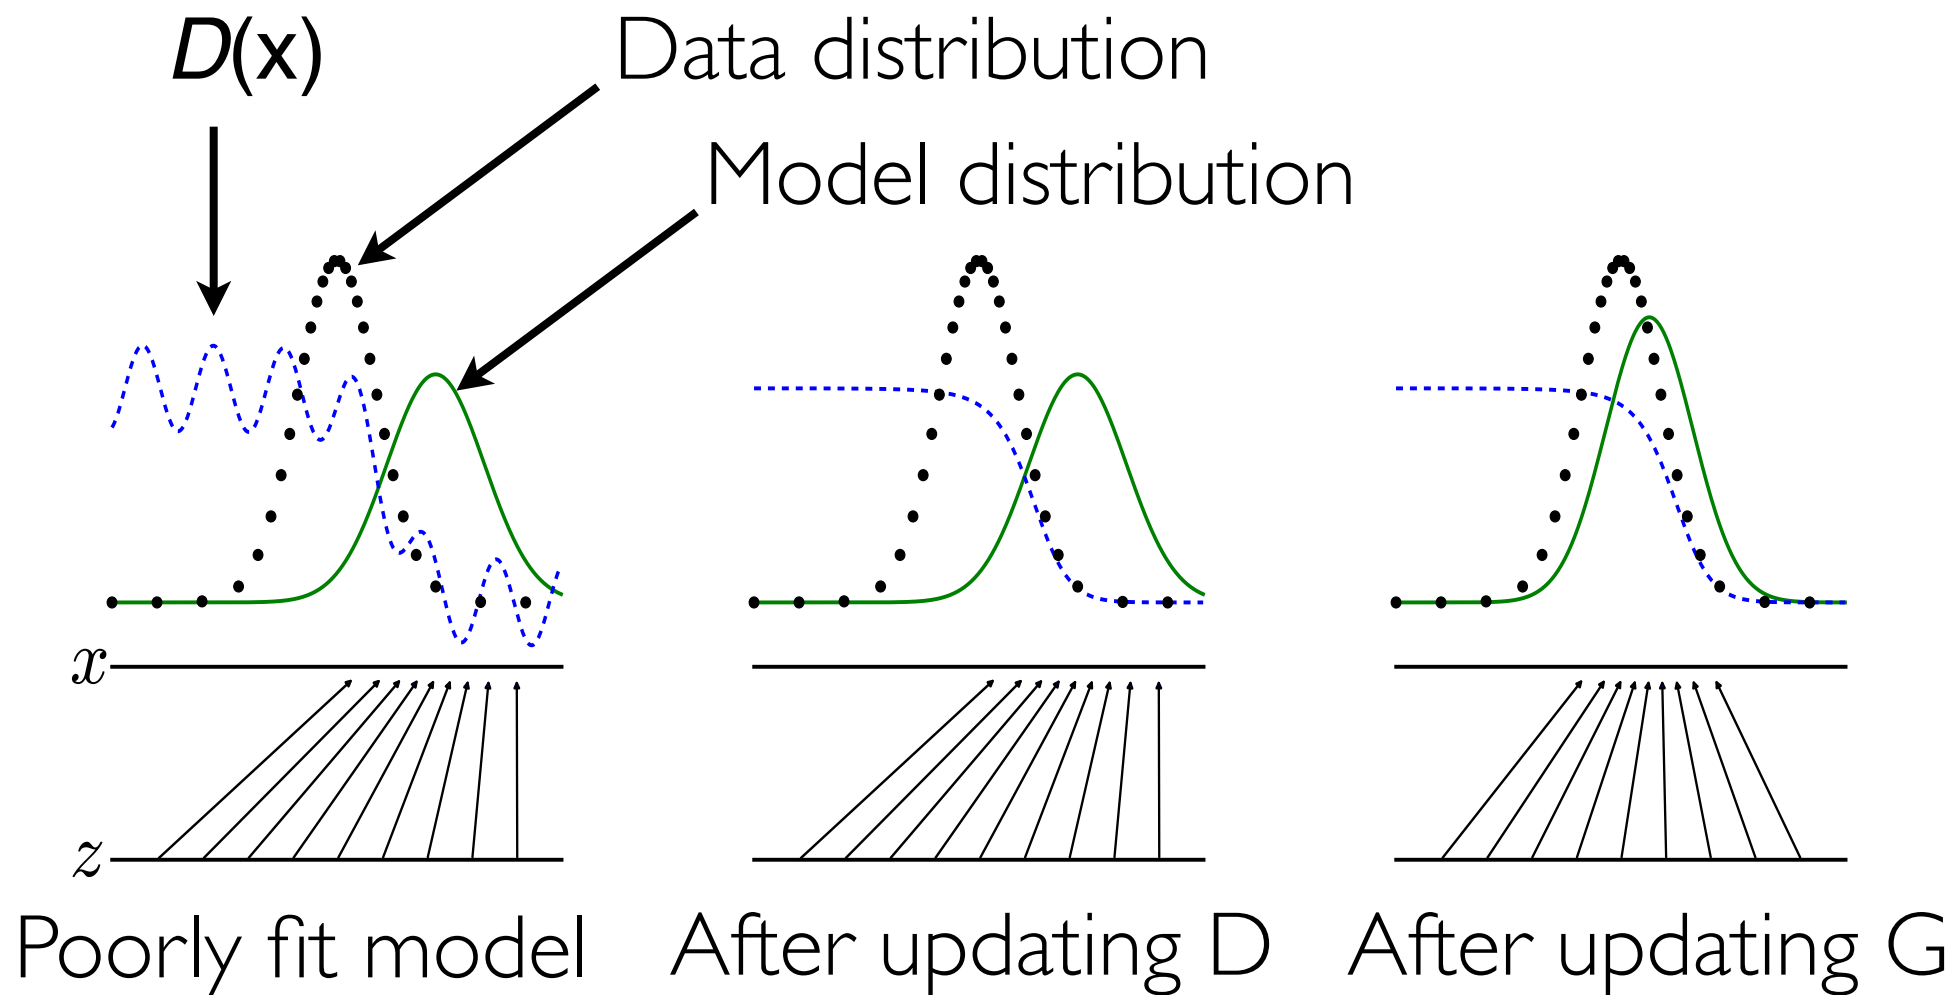 D(x)
Data distribution
Model distribution
x
z
Poorly fit model
After updating D
After updating G